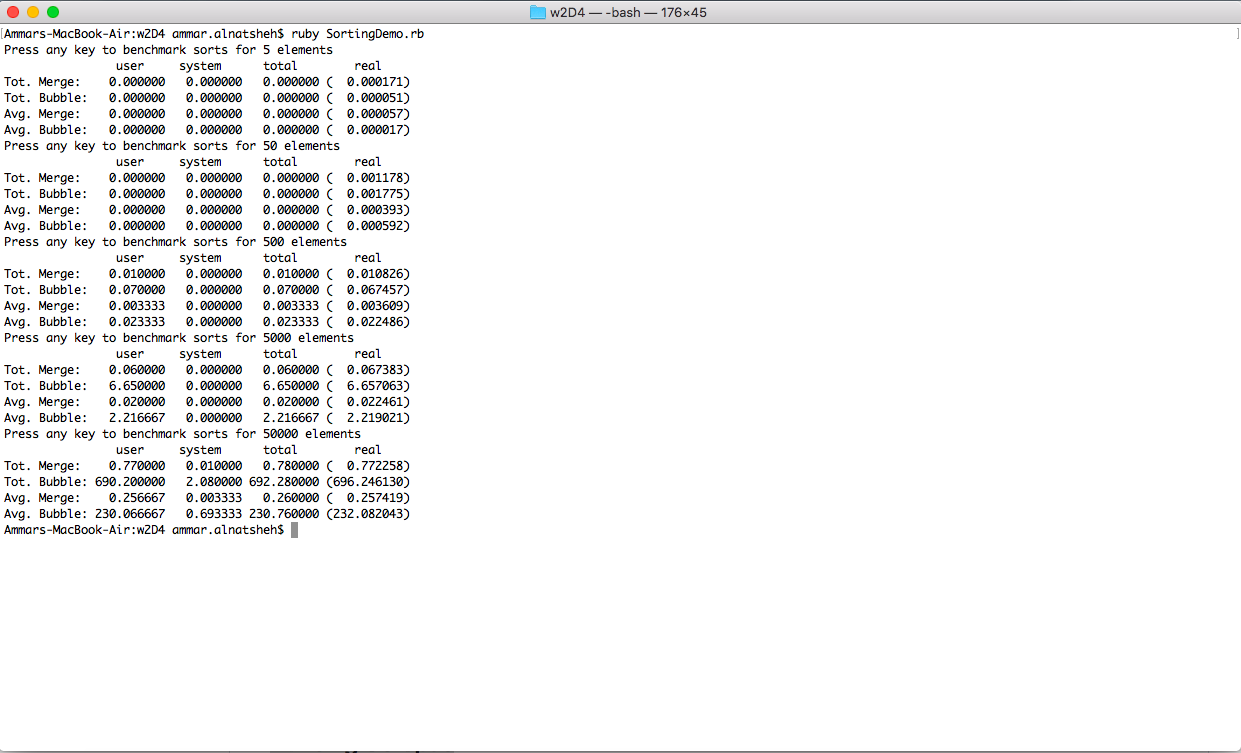 w2D4 — -bash — 176×45
[Ammars-MacBook-Air:w2D4 ammar.alnatsheh$ ruby SortingDemo.rb ]
Press any key to benchmark sorts for 5 elements
                user     system      total        real
Tot. Merge:    0.000000   0.000000   0.000000 (  0.000171)
Tot. Bubble:   0.000000   0.000000   0.000000 (  0.000051)
Avg. Merge:    0.000000   0.000000   0.000000 (  0.000057)
Avg. Bubble:   0.000000   0.000000   0.000000 (  0.000017)
Press any key to benchmark sorts for 50 elements
                user     system      total        real
Tot. Merge:    0.000000   0.000000   0.000000 (  0.001178)
Tot. Bubble:   0.000000   0.000000   0.000000 (  0.001775)
Avg. Merge:    0.000000   0.000000   0.000000 (  0.000393)
Avg. Bubble:   0.000000   0.000000   0.000000 (  0.000592)
Press any key to benchmark sorts for 500 elements
                user     system      total        real
Tot. Merge:    0.010000   0.000000   0.010000 (  0.010826)
Tot. Bubble:   0.070000   0.000000   0.070000 (  0.067457)
Avg. Merge:    0.003333   0.000000   0.003333 (  0.003609)
Avg. Bubble:   0.023333   0.000000   0.023333 (  0.022486)
Press any key to benchmark sorts for 5000 elements
                user     system      total        real
Tot. Merge:    0.060000   0.000000   0.060000 (  0.067383)
Tot. Bubble:   6.650000   0.000000   6.650000 (  6.657063)
Avg. Merge:    0.020000   0.000000   0.020000 (  0.022461)
Avg. Bubble:   2.216667   0.000000   2.216667 (  2.219021)
Press any key to benchmark sorts for 50000 elements
                user     system      total        real
Tot. Merge:    0.770000   0.010000   0.780000 (  0.772258)
Tot. Bubble: 690.200000   2.080000 692.280000 (696.246130)
Avg. Merge:    0.256667   0.003333   0.260000 (  0.257419)
Avg. Bubble: 230.066667   0.693333 230.760000 (232.082043)
Ammars-MacBook-Air:w2D4 ammar.alnatsheh$